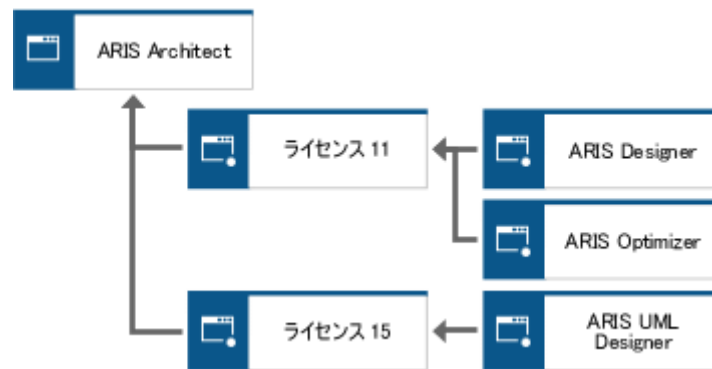 ARIS Architect
ライセンス 11
ARIS Designer
ARIS Optimizer
ライセンス 15
ARIS UML
Designer